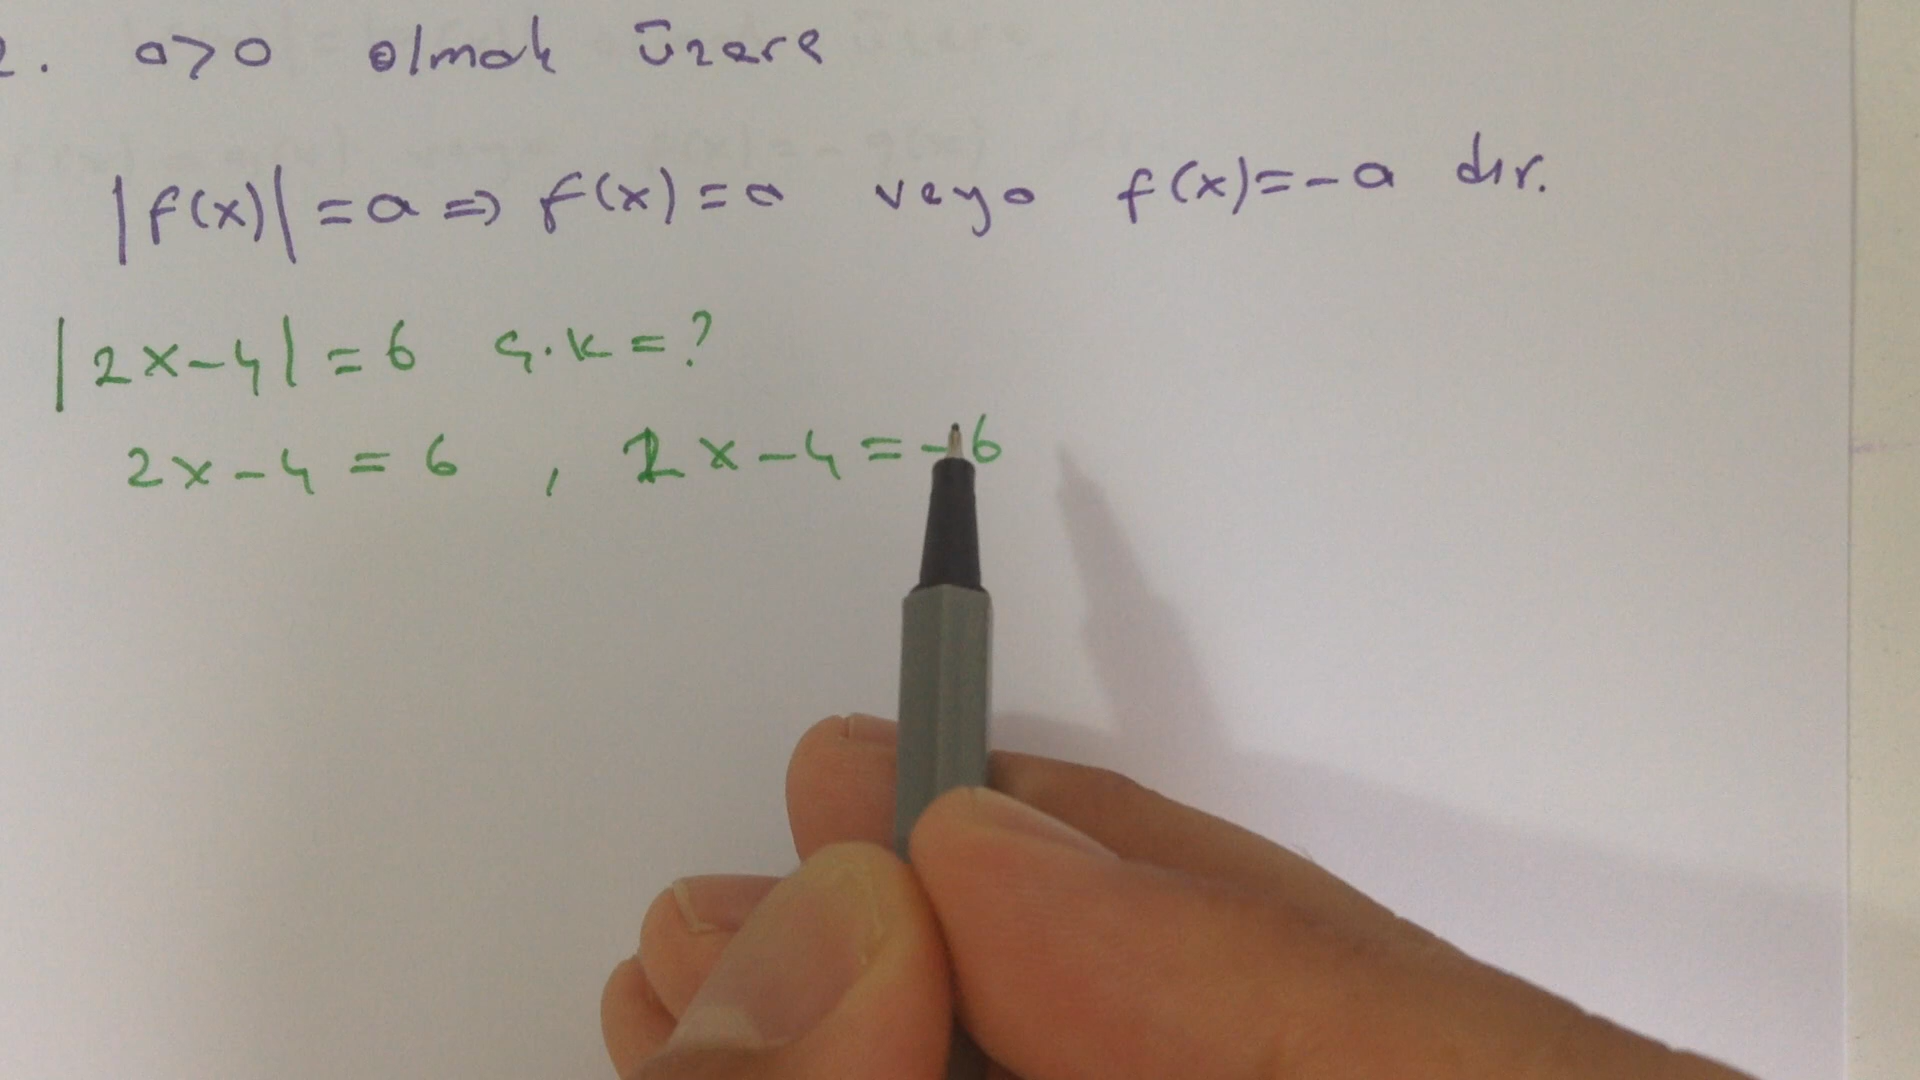 2. a>0 olmak üzere
|f(x)| = a => f(x) = a veya f(x) = -a dır.
|2x-4| = 6 Ç.K = ?
2x-4 = 6 , 2x-4 = -6